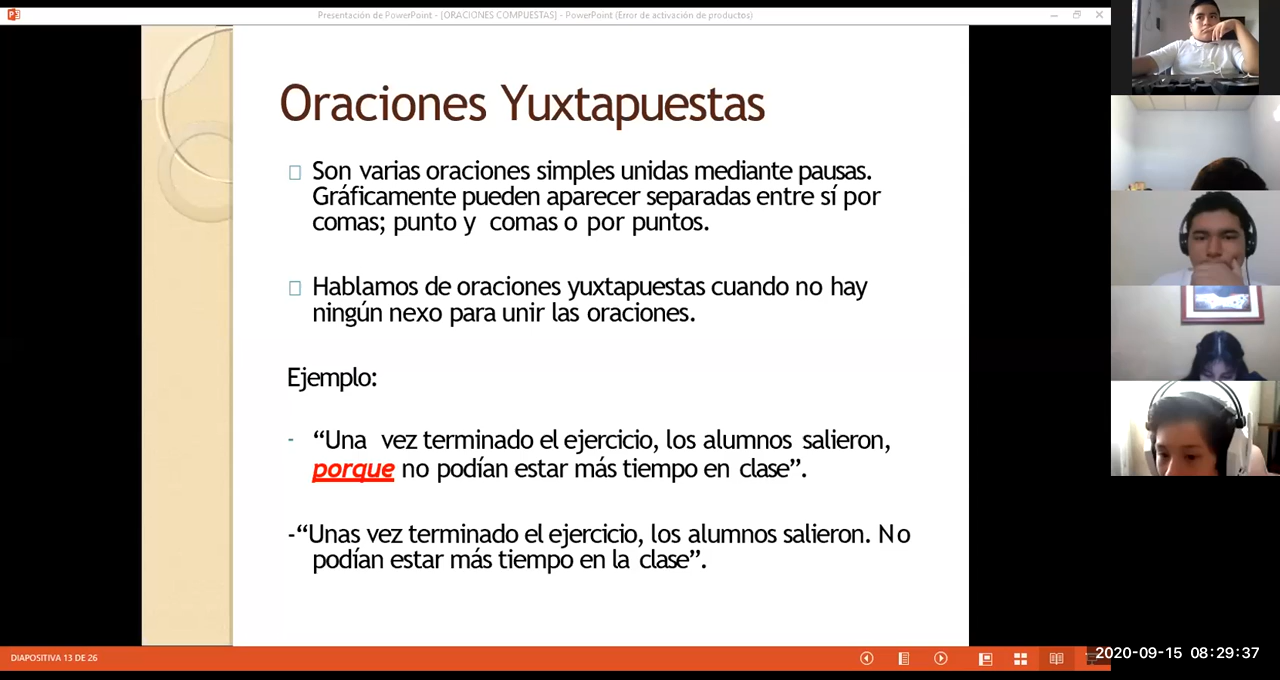 Presentación de PowerPoint - [ORACIONES COMPUESTAS] - PowerPoint (Error de activación de productos)
Oraciones Yuxtapuestas
Son varias oraciones simples unidas mediante pausas.
Gráficamente pueden aparecer separadas entre sí por
comas; punto y comas o por puntos.
Hablamos de oraciones yuxtapuestas cuando no hay
ningún nexo para unir las oraciones.
Ejemplo:
- “Una vez terminado el ejercicio, los alumnos salieron,
porque no podían estar más tiempo en clase”.
-“Unas vez terminado el ejercicio, los alumnos salieron. No
podían estar más tiempo en la clase”.
DIAPOSITIVA 13 DE 26
2020-09-15 08:29:37